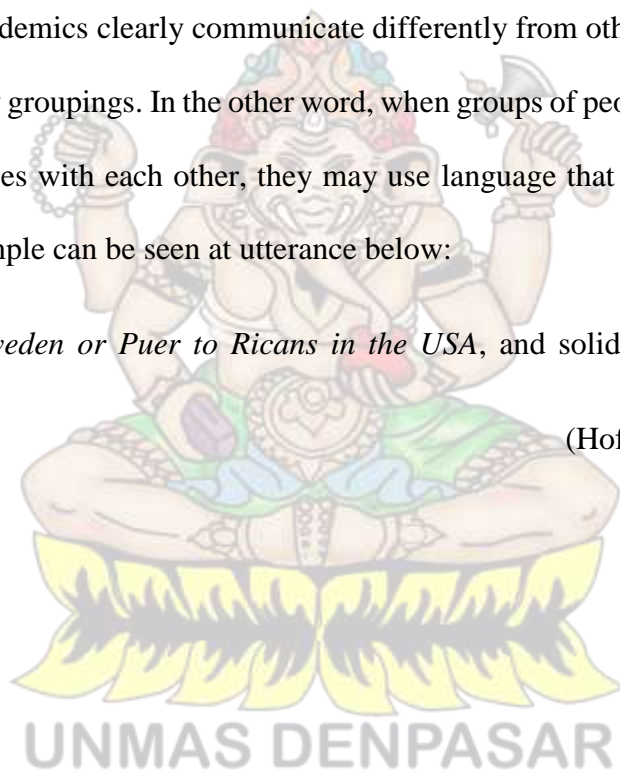 demics clearly communicate differently from oth
groupings. In the other word, when groups of peo
es with each other, they may use language that
ple can be seen at utterance below:
eden or Puer to Ricans in the USA, and solid
(Hof
UNMAS DENPASAR